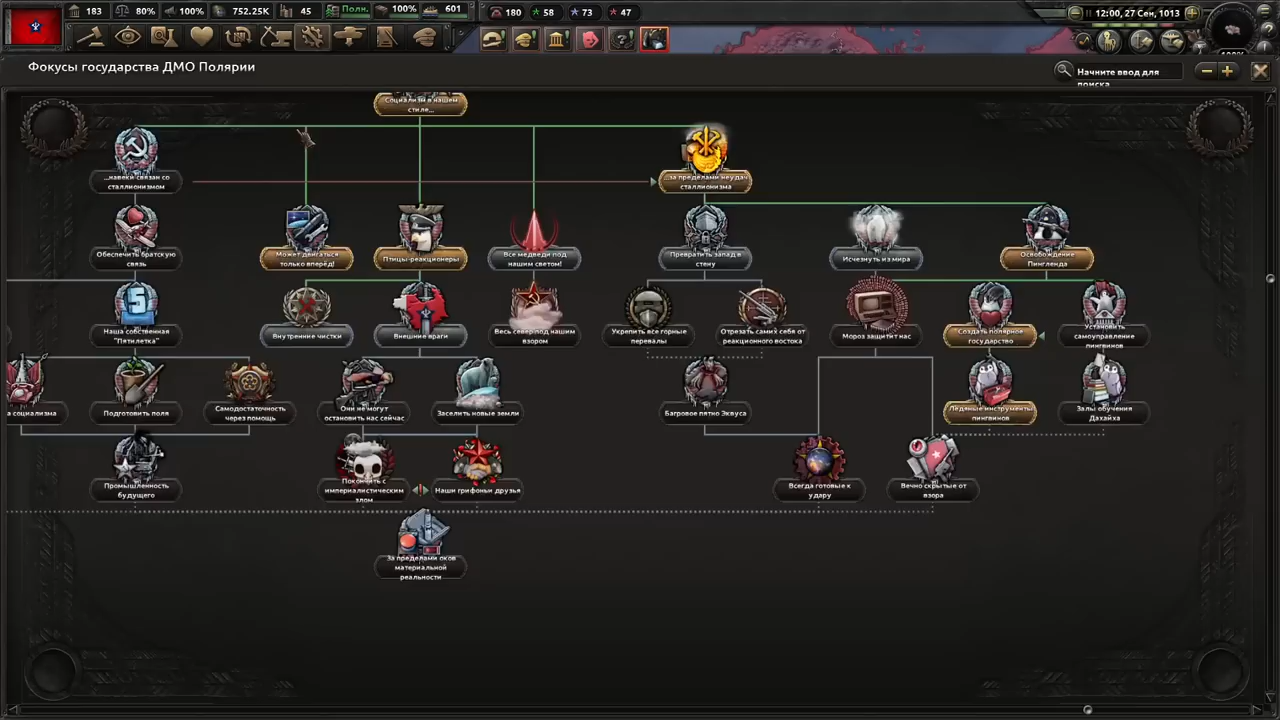 183 80% 100% 752.25K 45 Полн. 100% 601 180 58 73 47 12:00, 27 Сен, 1013
Фокусы государства ДМО Полярии
Начните ввод для
поиска
Социализм в нашем
стиле...
...навеки связан со
сталлионизмом
...за пределами неудач
сталлионизма
Обеспечить братскую
связь
Может двигаться
только вперёд!
Птицы-реакционеры
Все медведи под
нашим светом!
Превратить запад в
стену
Исчезнуть из мира
Освобождение
Пингленда
Наша собственная
"Пятилетка"
Внутренние чистки
Внешние враги
Весь север под нашим
взором
Укрепить все горные
перевалы
Отрезать самих себя от
реакционного востока
Мороз защитит нас
Создать полярное
государство
Установить
самоуправление
пингвинов
а социализма
Подготовить поля
Самодостаточность
через помощь
Они не могут
остановить нас сейчас
Заселить новые земли
Багровое пятно Эквуса
Ледяные инструменты
пингвинов
Залы обучения
Дахайха
Промышленность
будущего
Покончить с
империалистическим
злом
Наши грифоньи друзья
Всегда готовые к
удару
Вечно скрытые от
взора
За пределами оков
материальной
реальности